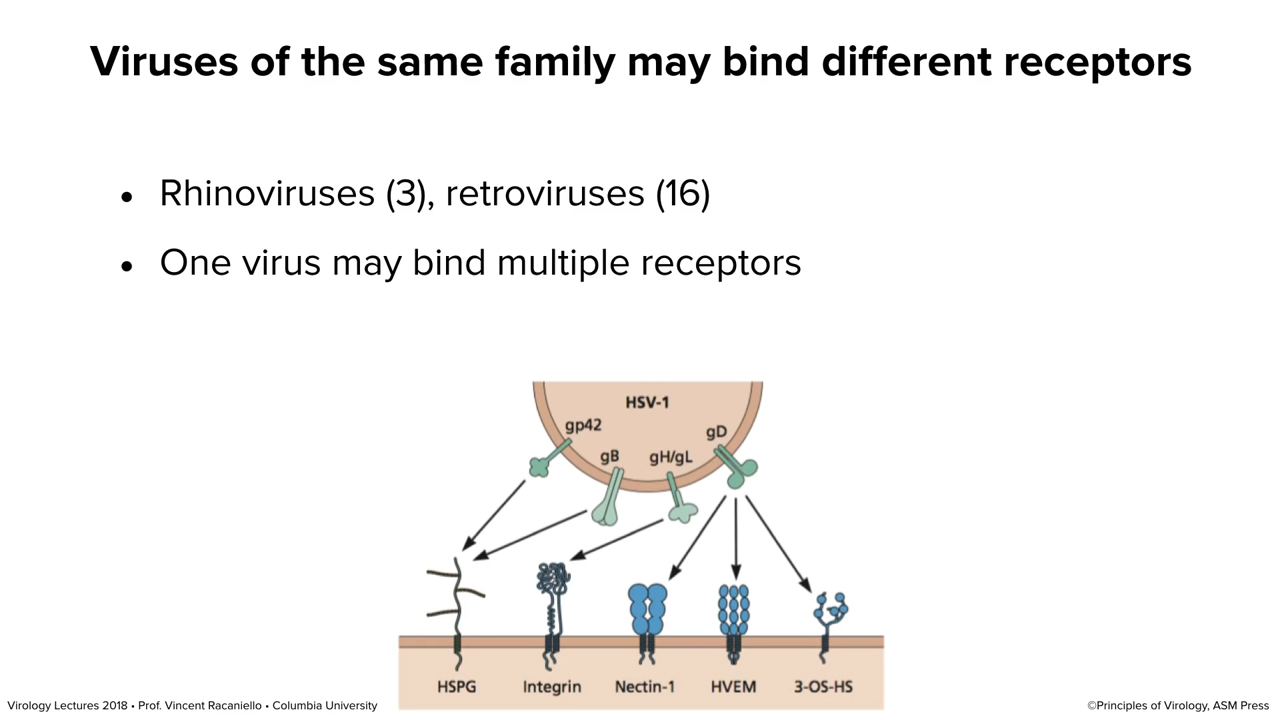 Viruses of the same family may bind different receptors
• Rhinoviruses (3), retroviruses (16)
• One virus may bind multiple receptors
HSV-1
gp42
gB
gH/gL
gD
HSPG
Integrin
Nectin-1
HVEM
3-OS-HS
Virology Lectures 2018 • Prof. Vincent Racaniello • Columbia University
©Principles of Virology, ASM Press